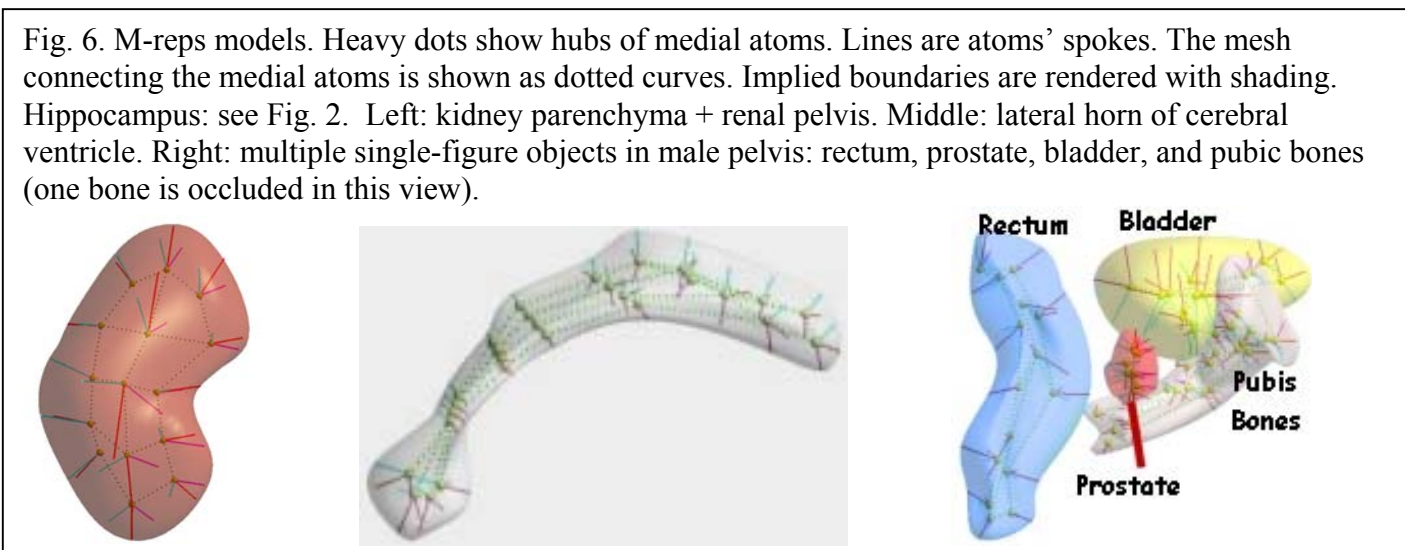 Fig. 6. M-reps models. Heavy dots show hubs of medial atoms. Lines are atoms’ spokes. The mesh
connecting the medial atoms is shown as dotted curves. Implied boundaries are rendered with shading.
Hippocampus: see Fig. 2.  Left: kidney parenchyma + renal pelvis. Middle: lateral horn of cerebral
ventricle. Right: multiple single-figure objects in male pelvis: rectum, prostate, bladder, and pubic bones
(one bone is occluded in this view).
Rectum
Bladder
Pubis
Bones
Prostate